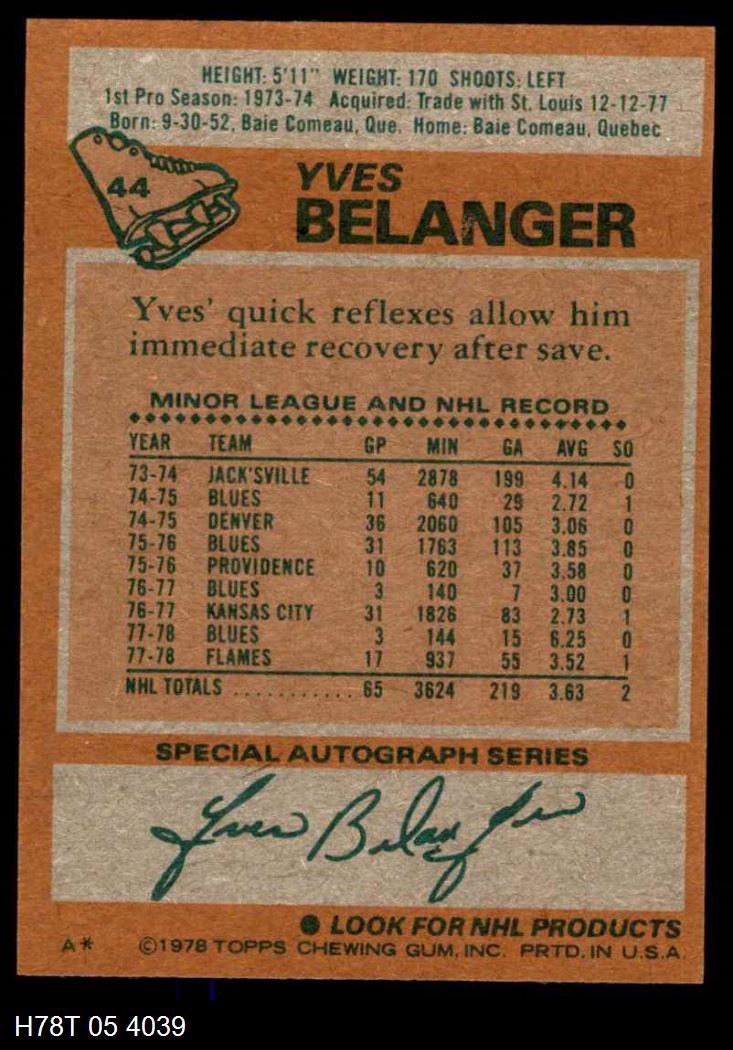 HEIGHT: 5'11" WEIGHT: 170 SHOOTS: LEFT
1st Pro Season: 1973-74 Acquired: Trade with St. Louis 12-12-77
Born: 9-30-52, Baie Comeau, Que. Home: Baie Comeau, Quebec
44
YVES
BELANGER
Yves' quick reflexes allow him
immediate recovery after save.
MINOR LEAGUE AND NHL RECORD
YEAR TEAM GP MIN GA AVG SO
73-74 JACK'SVILLE 54 2878 199 4.14 0
74-75 BLUES 11 640 29 2.72 1
74-75 DENVER 36 2060 105 3.06 0
75-76 BLUES 31 1763 113 3.85 0
75-76 PROVIDENCE 10 620 37 3.58 0
76-77 BLUES 3 140 7 3.00 0
76-77 KANSAS CITY 31 1826 83 2.73 1
77-78 BLUES 3 144 15 6.25 0
77-78 FLAMES 17 937 55 3.52 1
NHL TOTALS ............ 65 3624 219 3.63 2
SPECIAL AUTOGRAPH SERIES
Yves Belanger
● LOOK FOR NHL PRODUCTS
A* ©1978 TOPPS CHEWING GUM, INC. PRTD. IN U.S.A.
H78T 05 4039